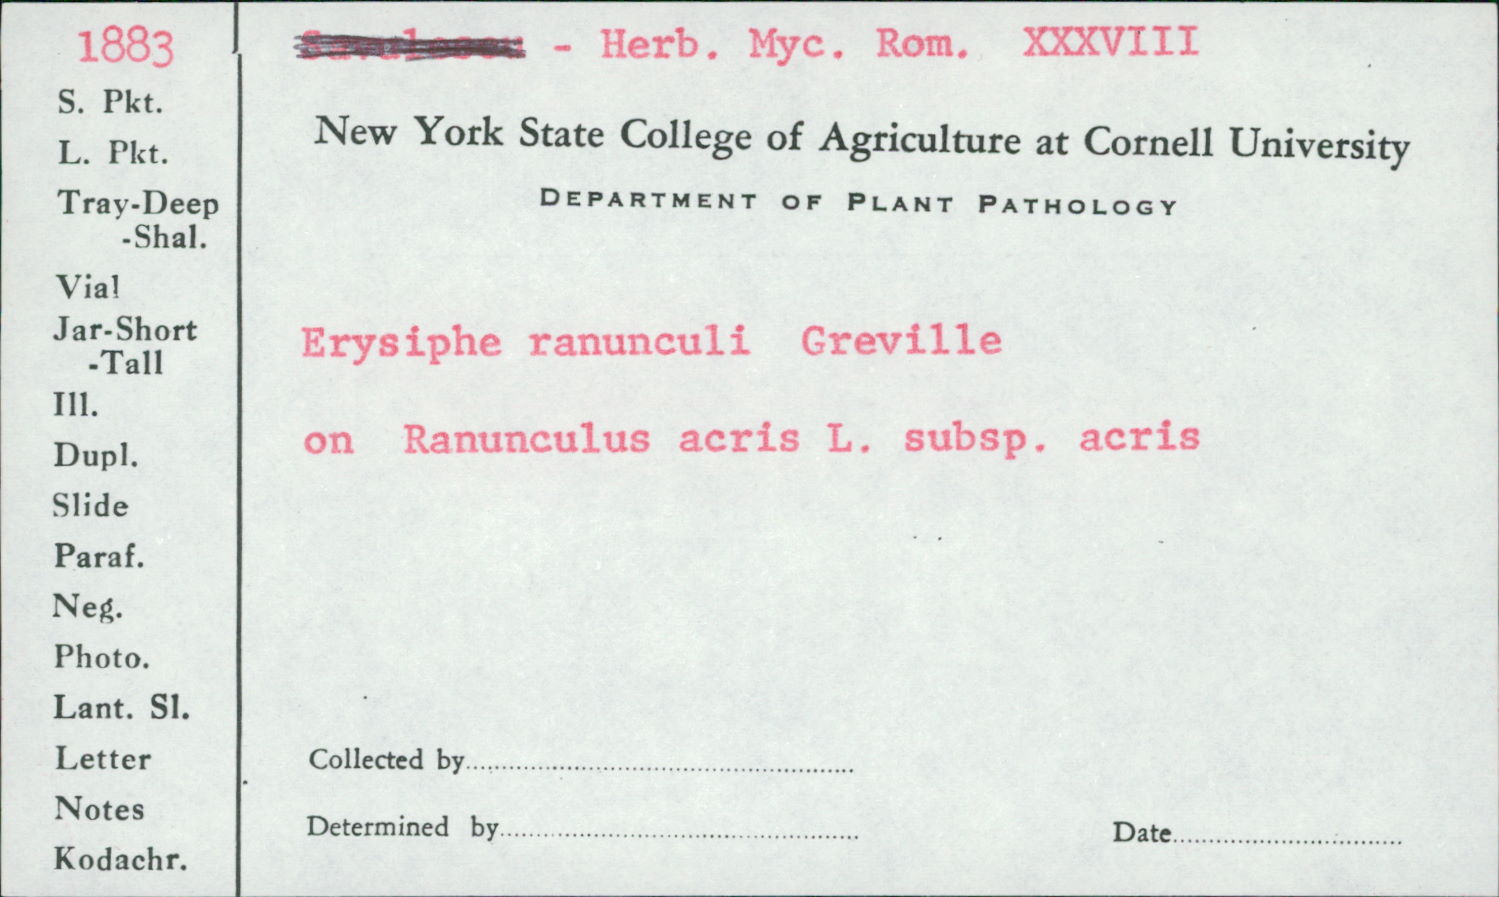 1883
- Herb. Myc. Rom. XXXVIII
S. Pkt.
L. Pkt.
Tray-Deep
-Shal.
Vial
Jar-Short
-Tall
Ill.
Dupl.
Slide
Paraf.
Neg.
Photo.
Lant. Sl.
Letter
Notes
Kodachr.
New York State College of Agriculture at Cornell University
DEPARTMENT OF PLANT PATHOLOGY
Erysiphe ranunculi Greville
on Ranunculus acris L. subsp. acris
Collected by
Determined by
Date